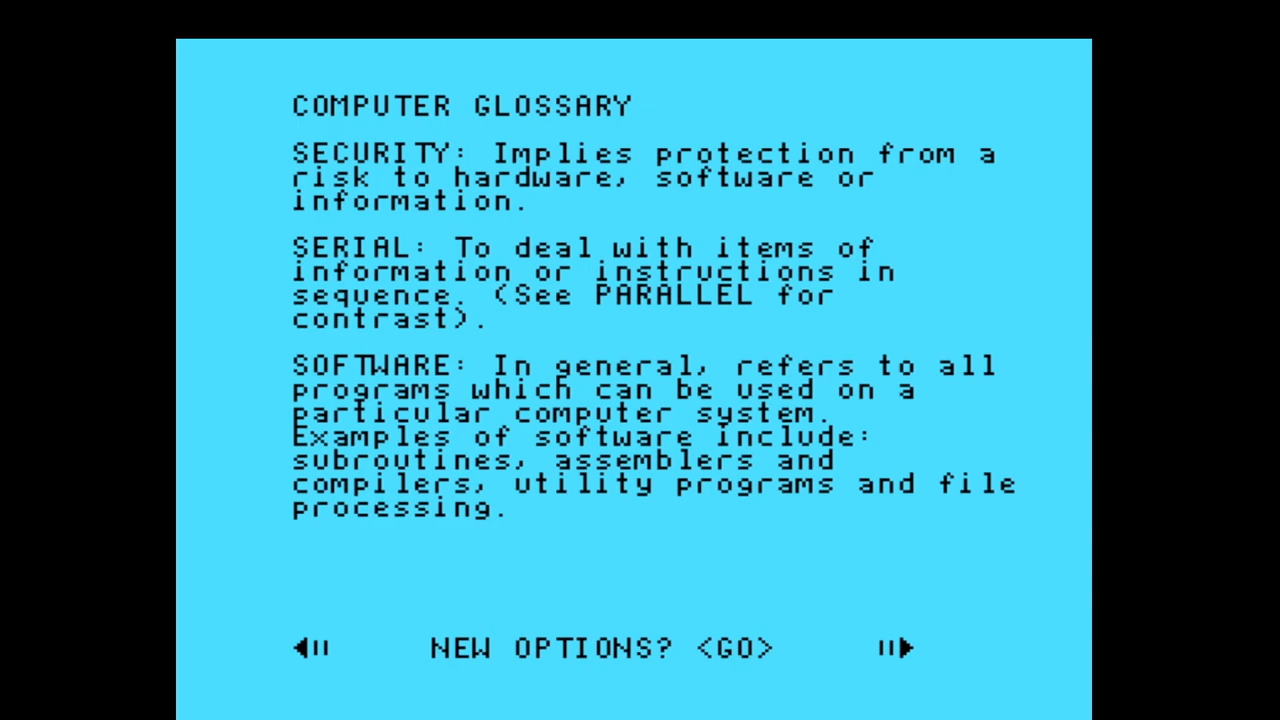 COMPUTER GLOSSARY
SECURITY: Implies protection from a
risk to hardware, software or
information.
SERIAL: To deal with items of
information or instructions in
sequence. (See PARALLEL for
contrast).
SOFTWARE: In general, refers to all
programs which can be used on a
particular computer system.
Examples of software include:
subroutines, assemblers and
compilers, utility programs and file
processing.
NEW OPTIONS? <GO>